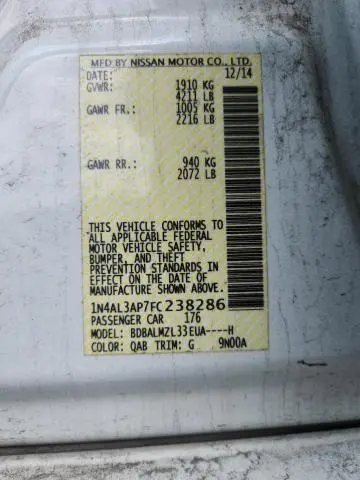 MFD BY NISSAN MOTOR CO., LTD.
DATE: 12/14
GVWR: 1910 KG
4211 LB
GAWR FR: 1005 KG
2216 LB
GAWR RR: 940 KG
2072 LB
THIS VEHICLE CONFORMS TO
ALL APPLICABLE FEDERAL
MOTOR VEHICLE SAFETY,
BUMPER, AND THEFT
PREVENTION STANDARDS IN
EFFECT ON THE DATE OF
MANUFACTURE SHOWN ABOVE.
1N4AL3AP7FC238286
PASSENGER CAR 176
MODEL: BDBALMZL33EUA----H
COLOR: QAB TRIM: G 9N00A